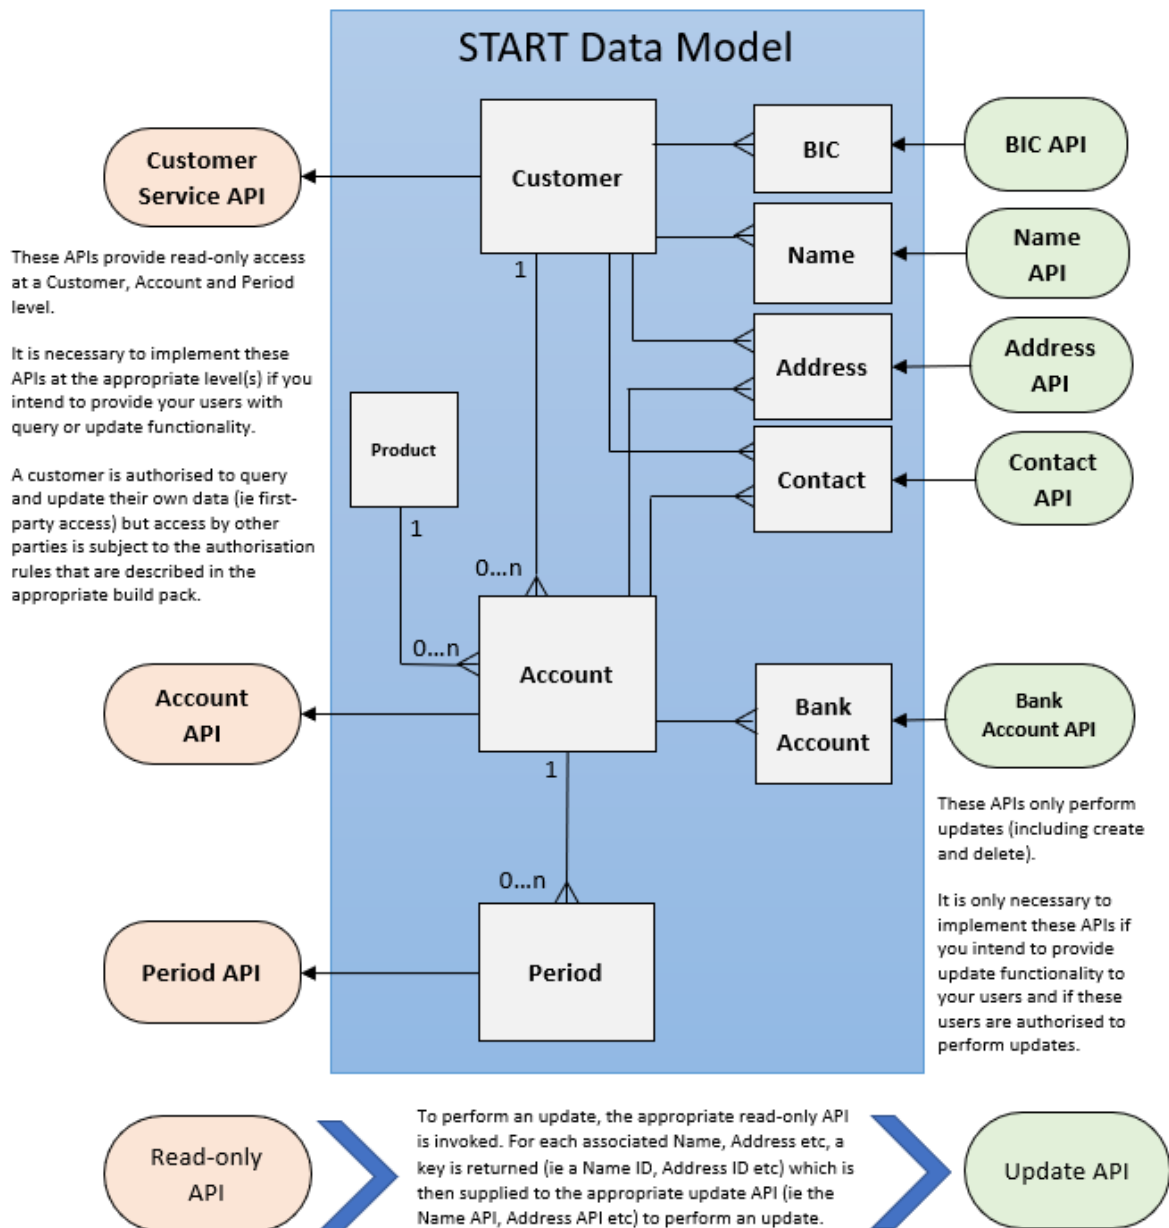 START Data Model
Customer
Service API
Customer
BIC
BIC API
Name
Name
API
Address
Address
API
Contact
Contact
API
These APIs provide read-only access
at a Customer, Account and Period
level.
It is necessary to implement these
APIs at the appropriate level(s) if you
intend to provide your users with
query or update functionality.
A customer is authorised to query
and update their own data (ie first-
party access) but access by other
parties is subject to the authorisation
rules that are described in the
appropriate build pack.
1
Product
1
0...n
0...n
Account
API
Account
1
Bank
Account
Bank
Account API
These APIs only perform
updates (including create
and delete).
It is only necessary to
implement these APIs if
you intend to provide
update functionality to
your users and if these
users are authorised to
perform updates.
0...n
Period API
Period
Read-only
API
To perform an update, the appropriate read-only API
is invoked. For each associated Name, Address etc, a
key is returned (ie a Name ID, Address ID etc) which is
then supplied to the appropriate update API (ie the
Name API, Address API etc) to perform an update.
Update API